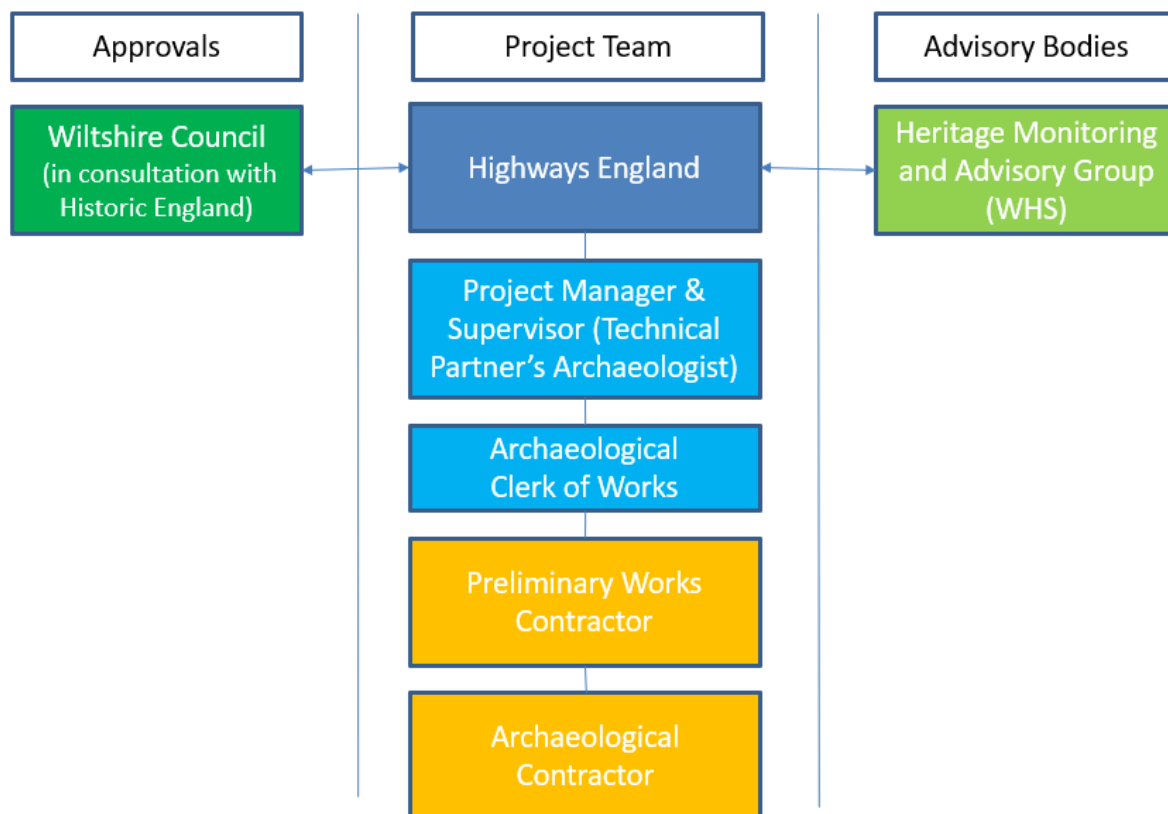 Approvals
Project Team
Advisory Bodies
Wiltshire Council
(in consultation with
Historic England)
Highways England
Heritage Monitoring
and Advisory Group
(WHS)
Project Manager &
Supervisor (Technical
Partner’s Archaeologist)
Archaeological
Clerk of Works
Preliminary Works
Contractor
Archaeological
Contractor